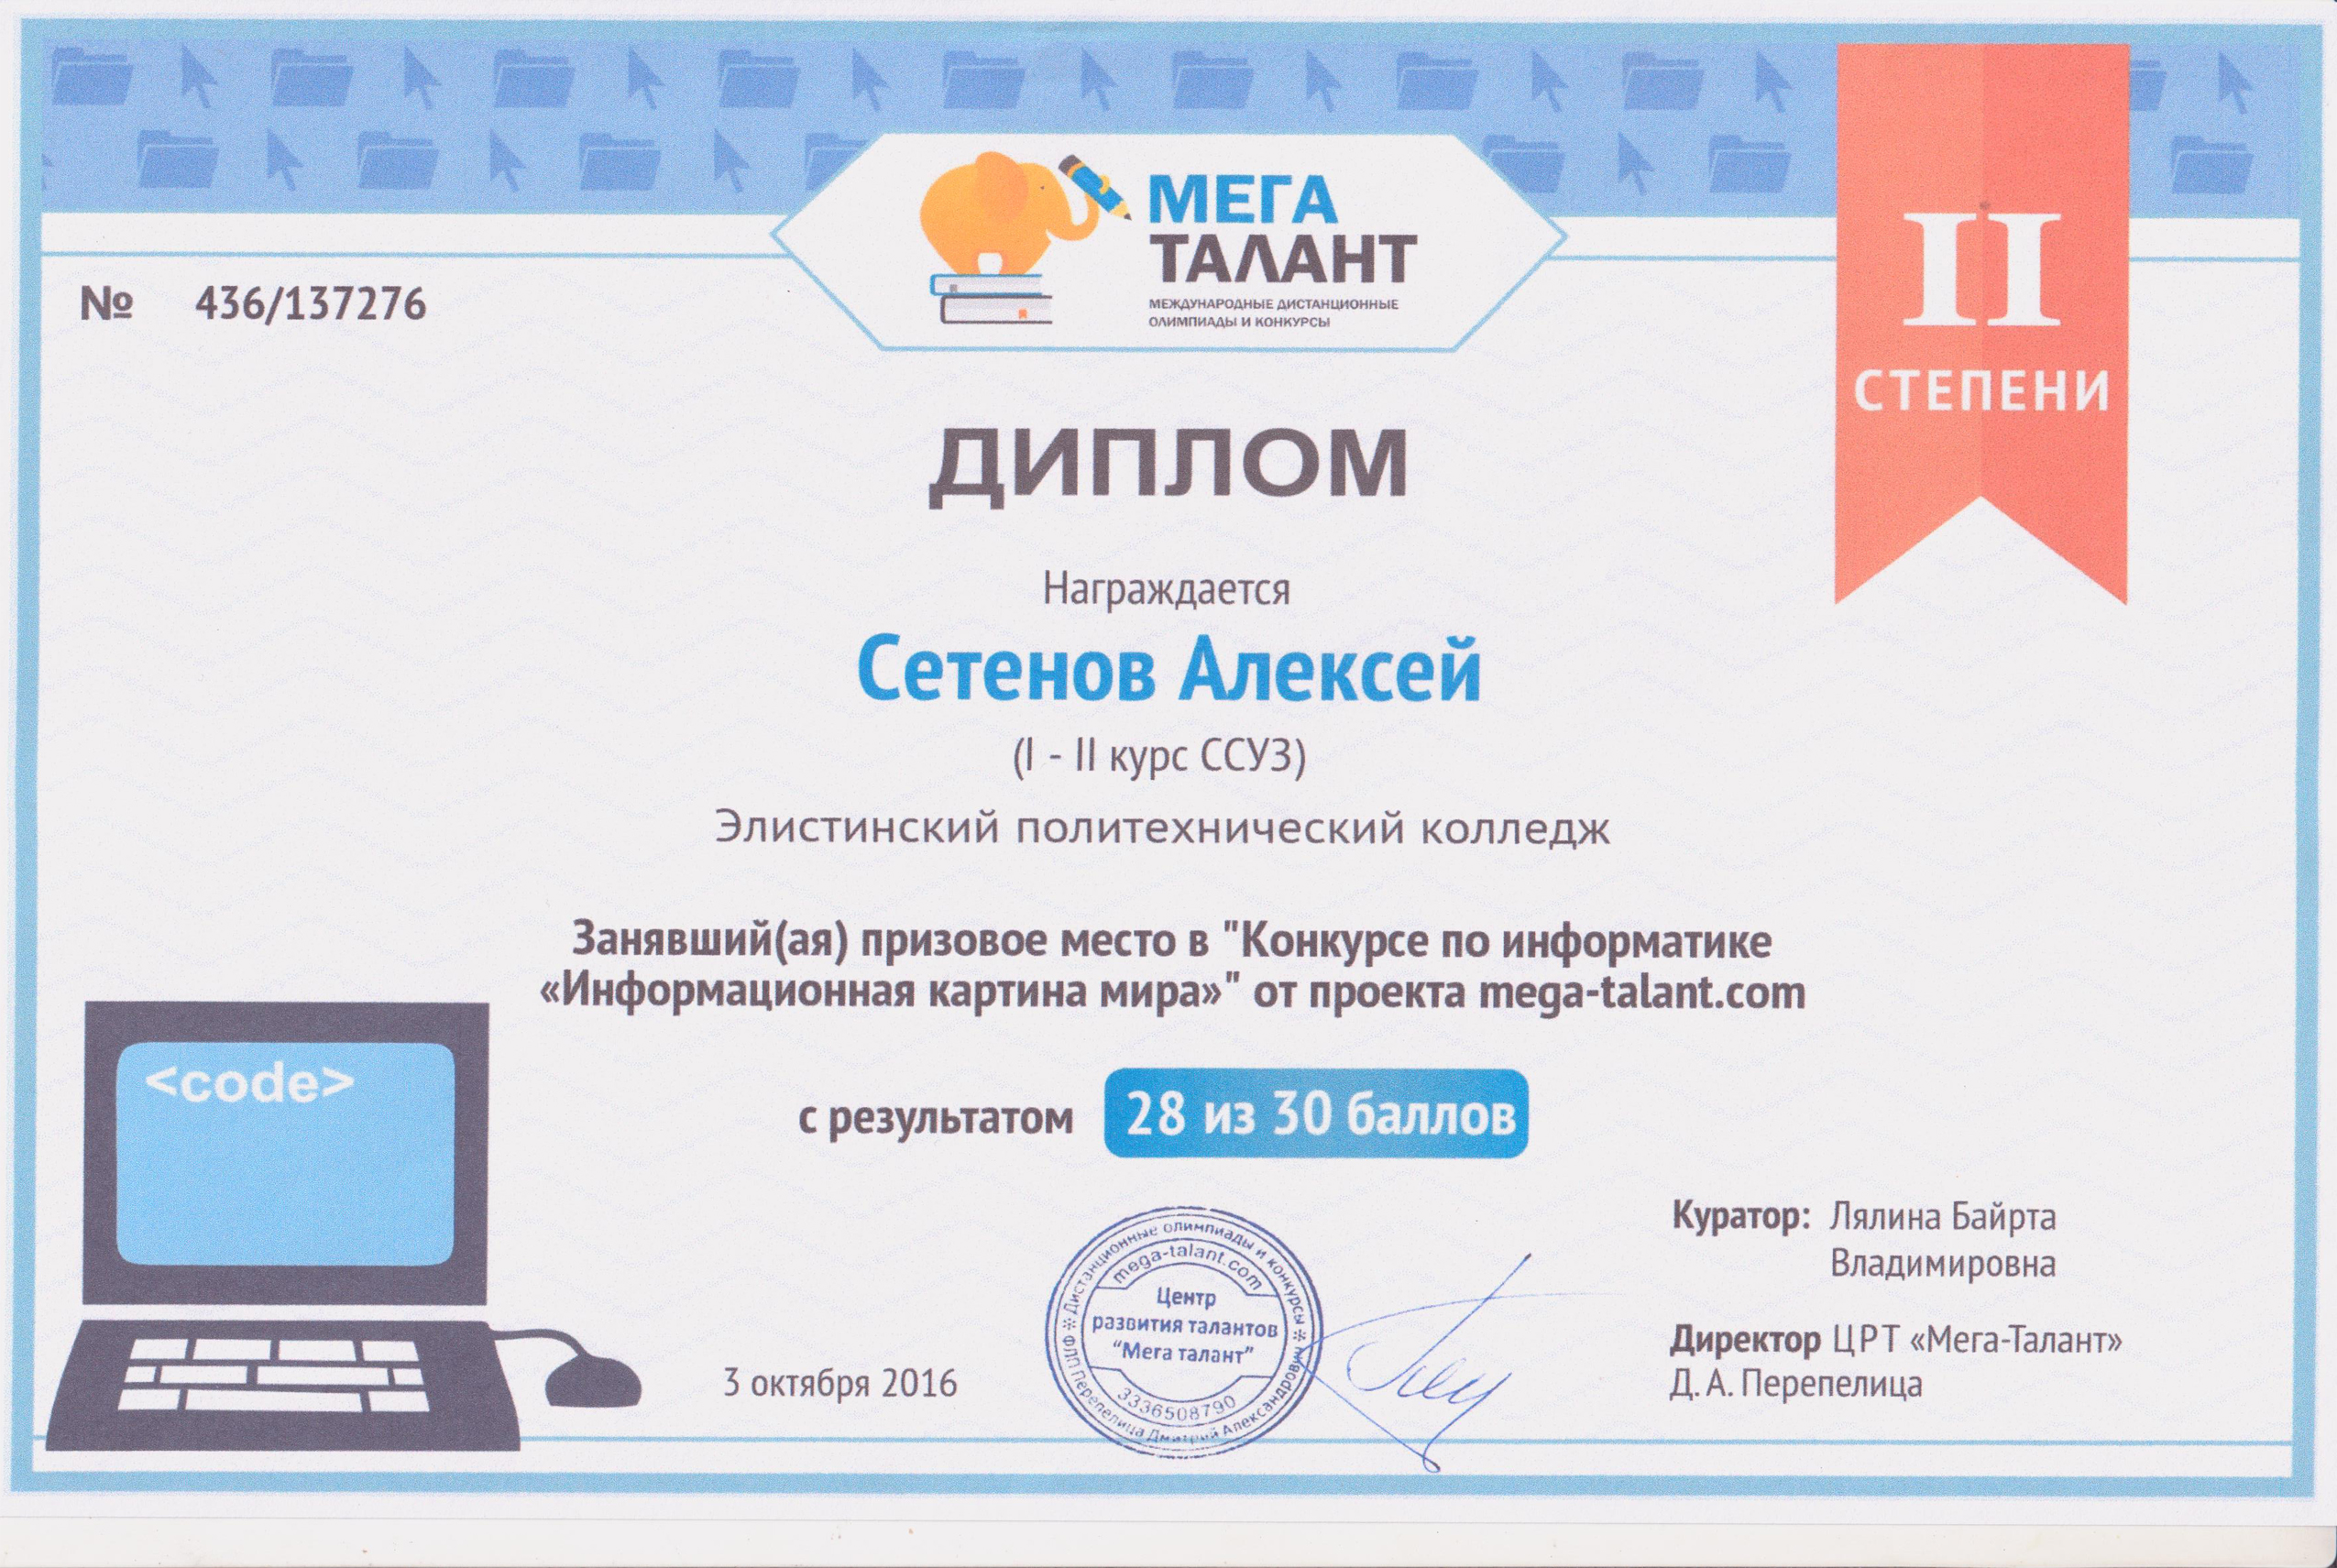 МЕГА
ТАЛАНТ
МЕЖДУНАРОДНЫЕ ДИСТАНЦИОННЫЕ
ОЛИМПИАДЫ И КОНКУРСЫ
II
СТЕПЕНИ
№ 436/137276
ДИПЛОМ
Награждается
Сетенов Алексей
(I - II курс ССУЗ)
Элистинский политехнический колледж
Занявший(ая) призовое место в "Конкурсе по информатике
«Информационная картина мира»" от проекта mega-talant.com
с результатом 28 из 30 баллов
<code>
Куратор: Лялина Байрта
Владимировна
Директор ЦРТ «Мега-Талант»
Д. А. Перепелица
3 октября 2016
Дистанционные олимпиады и конкурсы
mega-talant.com
Центр
развития талантов
"Мега талант"
3336508790
ФЛП Перепелица Дмитрий Александрович